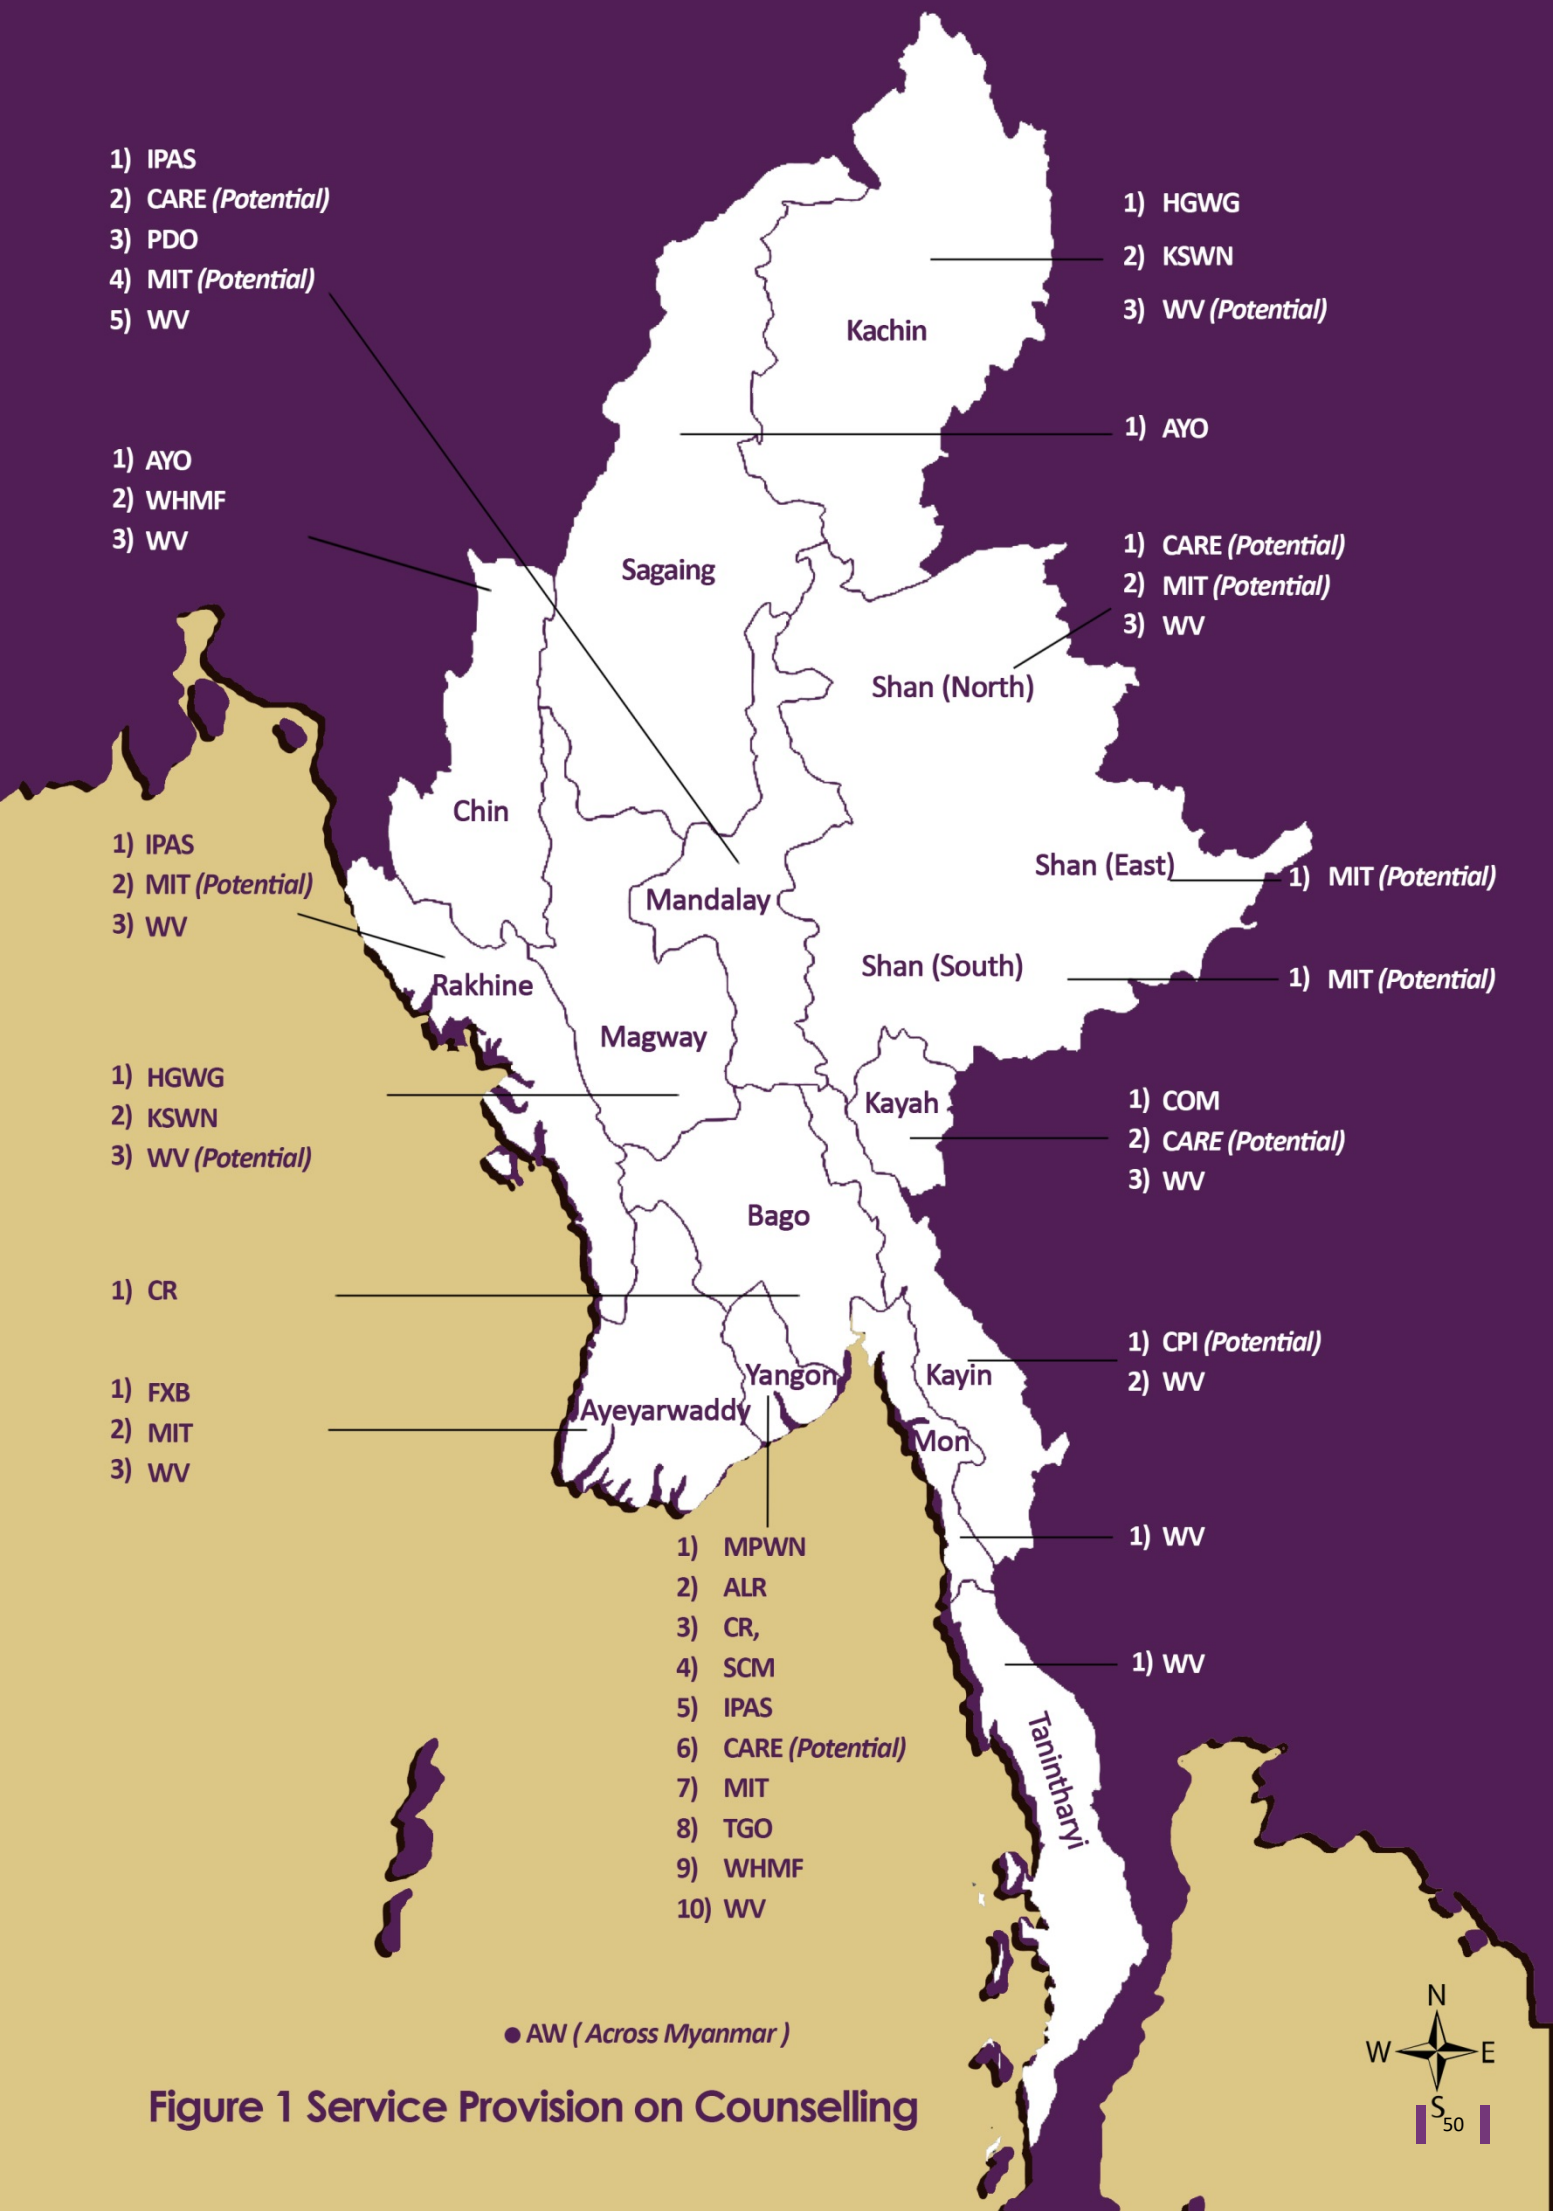 1) IPAS
2) CARE (Potential)
3) PDO
4) MIT (Potential)
5) WV
1) HGWG
2) KSWN
3) WV (Potential)
Kachin
1) AYO
1) AYO
2) WHMF
3) WV
Sagaing
1) CARE (Potential)
2) MIT (Potential)
3) WV
Shan (North)
Chin
1) IPAS
2) MIT (Potential)
3) WV
Mandalay
Shan (East)
1) MIT (Potential)
Rakhine
Shan (South)
1) MIT (Potential)
Magway
1) HGWG
2) KSWN
3) WV (Potential)
Kayah
1) COM
2) CARE (Potential)
3) WV
Bago
1) CR
1) CPI (Potential)
2) WV
Yangon
Kayin
1) FXB
2) MIT
3) WV
Ayeyarwaddy
Mon
1) WV
1) MPWN
2) ALR
3) CR,
4) SCM
5) IPAS
6) CARE (Potential)
7) MIT
8) TGO
9) WHMF
10) WV
1) WV
Tanintharyi
AW ( Across Myanmar )
Figure 1 Service Provision on Counselling
N
W E
S
50